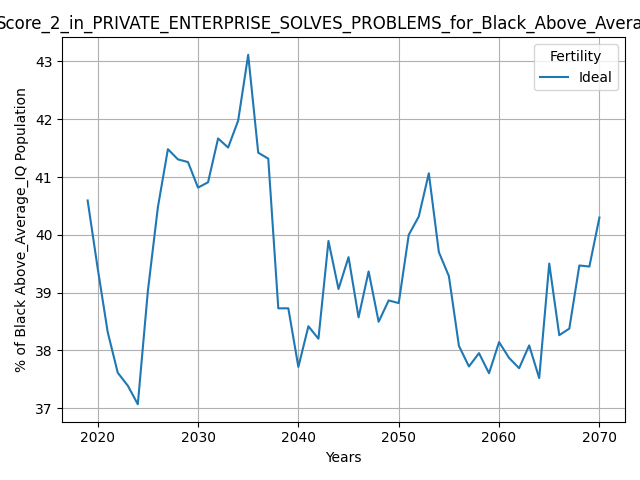 Score_2_in_PRIVATE_ENTERPRISE_SOLVES_PROBLEMS_for_Black_Above_Avera
% of Black Above_Average_IQ Population
43
42
41
40
39
38
37
Fertility
Ideal
2020 2030 2040 2050 2060 2070
Years